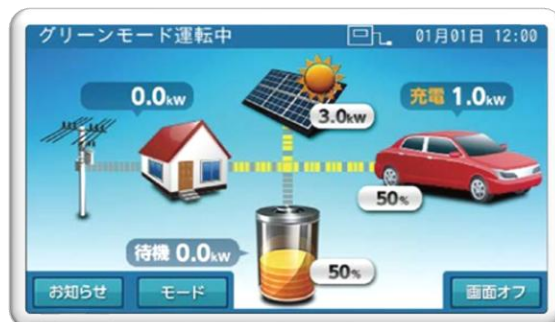 グリーンモード運転中 01月01日 12:00
0.0kw
3.0kw
充電 1.0kw
50%
待機 0.0kw
50%
お知らせ モード 画面オフ